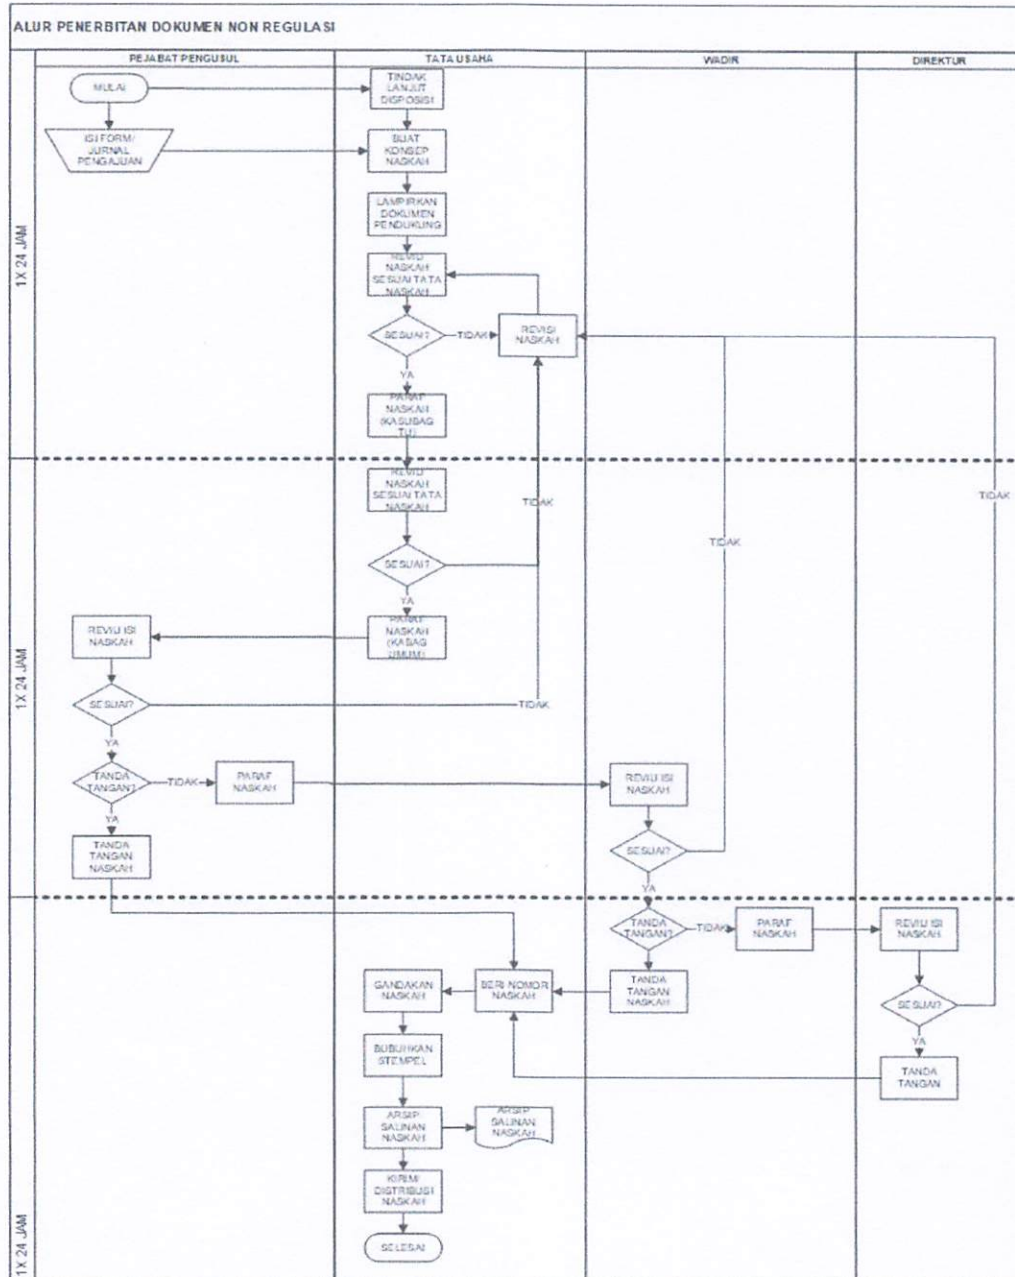 ALUR PENERBITAN DOKUMEN NON REGULASI
PEJABAT PENGUSUL
TATA USAHA
WADIR
DIREKTUR
1X 24 JAM
MULAI
TINDAK
LANJUT
DISPOSISI
ISI FORM/
JURNAL
PENGAJUAN
BUAT
KONSEP
NASKAH
LAMPIRKAN
DOKUMEN
PENDUKUNG
REVIU
NASKAH
SESUAI TATA
NASKAH
SESUAI?
TIDAK
REVISI
NASKAH
YA
PARAF
NASKAH
(KASUBAG
TU)
1X 24 JAM
REVIU
NASKAH
SESUAI TATA
NASKAH
TIDAK
TIDAK
TIDAK
SESUAI?
YA
PARAF
NASKAH
(KABAG
UMUM)
REVIU ISI
NASKAH
SESUAI?
TIDAK
YA
TANDA
TANGAN?
TIDAK
PARAF
NASKAH
REVIU ISI
NASKAH
YA
TANDA
TANGAN
NASKAH
SESUAI?
YA
1X 24 JAM
TANDA
TANGAN?
TIDAK
PARAF
NASKAH
REVIU ISI
NASKAH
GANDAKAN
NASKAH
BERI NOMOR
NASKAH
TANDA
TANGAN
NASKAH
SESUAI?
YA
BUBUHKAN
STEMPEL
TANDA
TANGAN
ARSIP
SALINAN
NASKAH
ARSIP
SALINAN
NASKAH
KIRIM/
DISTRIBUSI
NASKAH
SELESAI